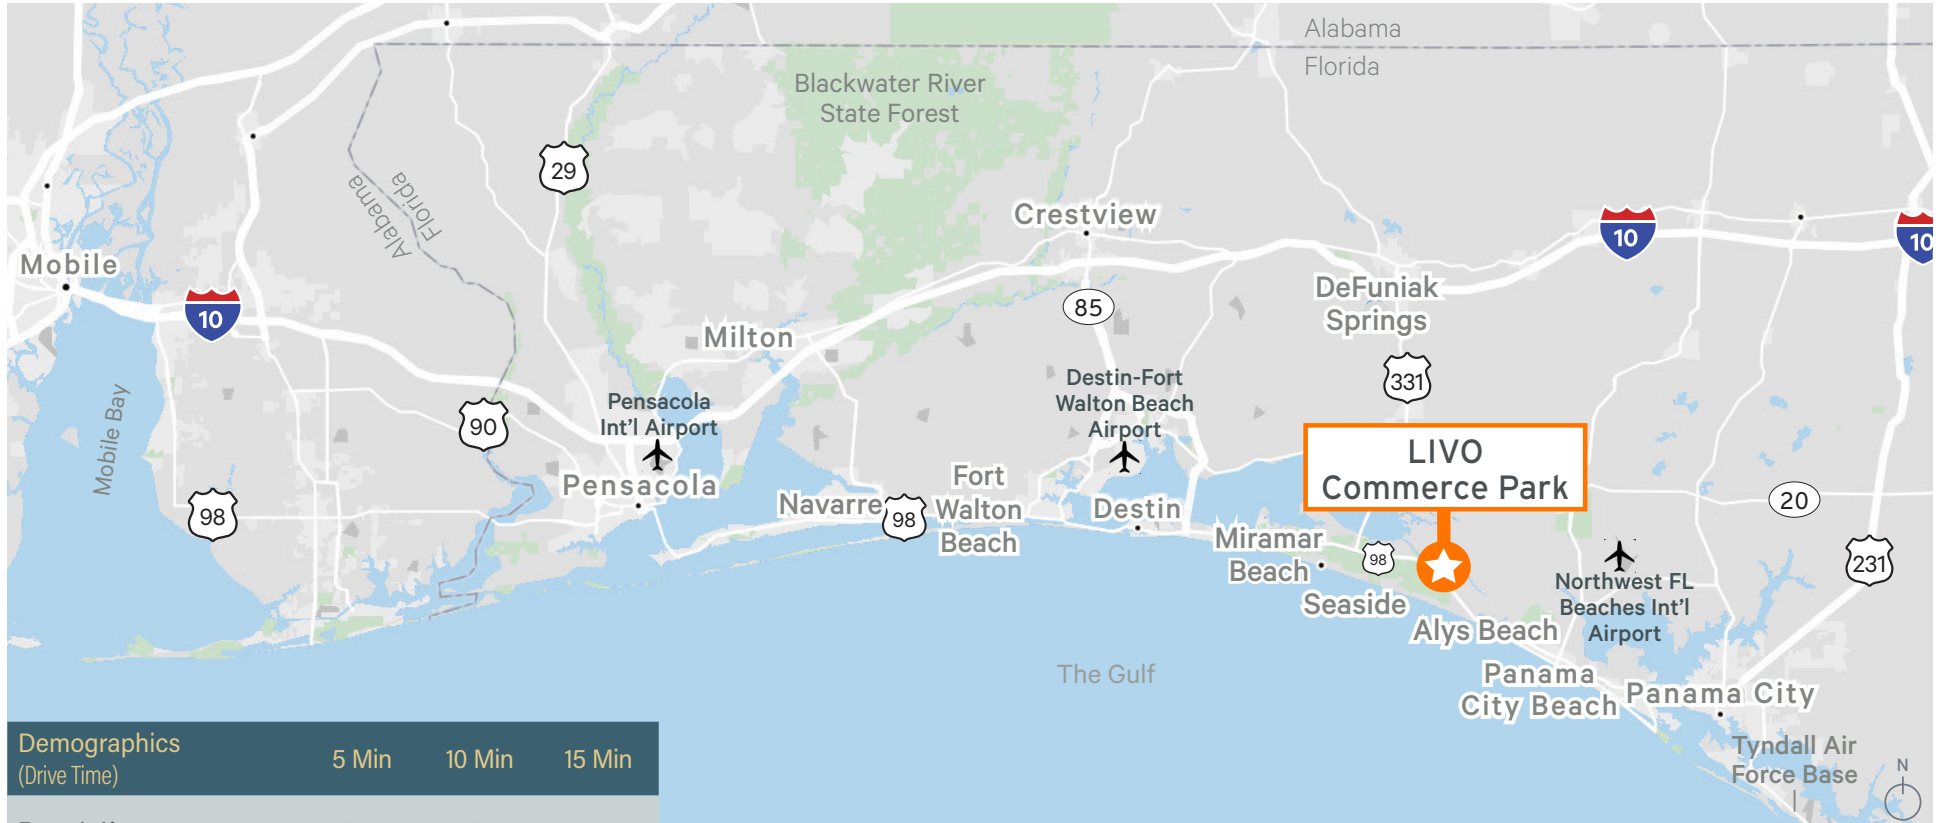 Alabama
Florida
Blackwater River
State Forest
29
Alabama
Florida
Crestview
10
10
Mobile
10
85
DeFuniak
Springs
Milton
331
Destin-Fort
Walton Beach
Airport
Pensacola
Int'l Airport
90
Mobile Bay
LIVO
Commerce Park
Pensacola
98
Navarre
98
Fort
Walton
Beach
Destin
20
Miramar
Beach
98
231
Northwest FL
Beaches Int'l
Airport
Seaside
Alys Beach
The Gulf
Panama
City Beach
Panama City
Tyndall Air
Force Base
N
Demographics
(Drive Time)
5 Min
10 Min
15 Min